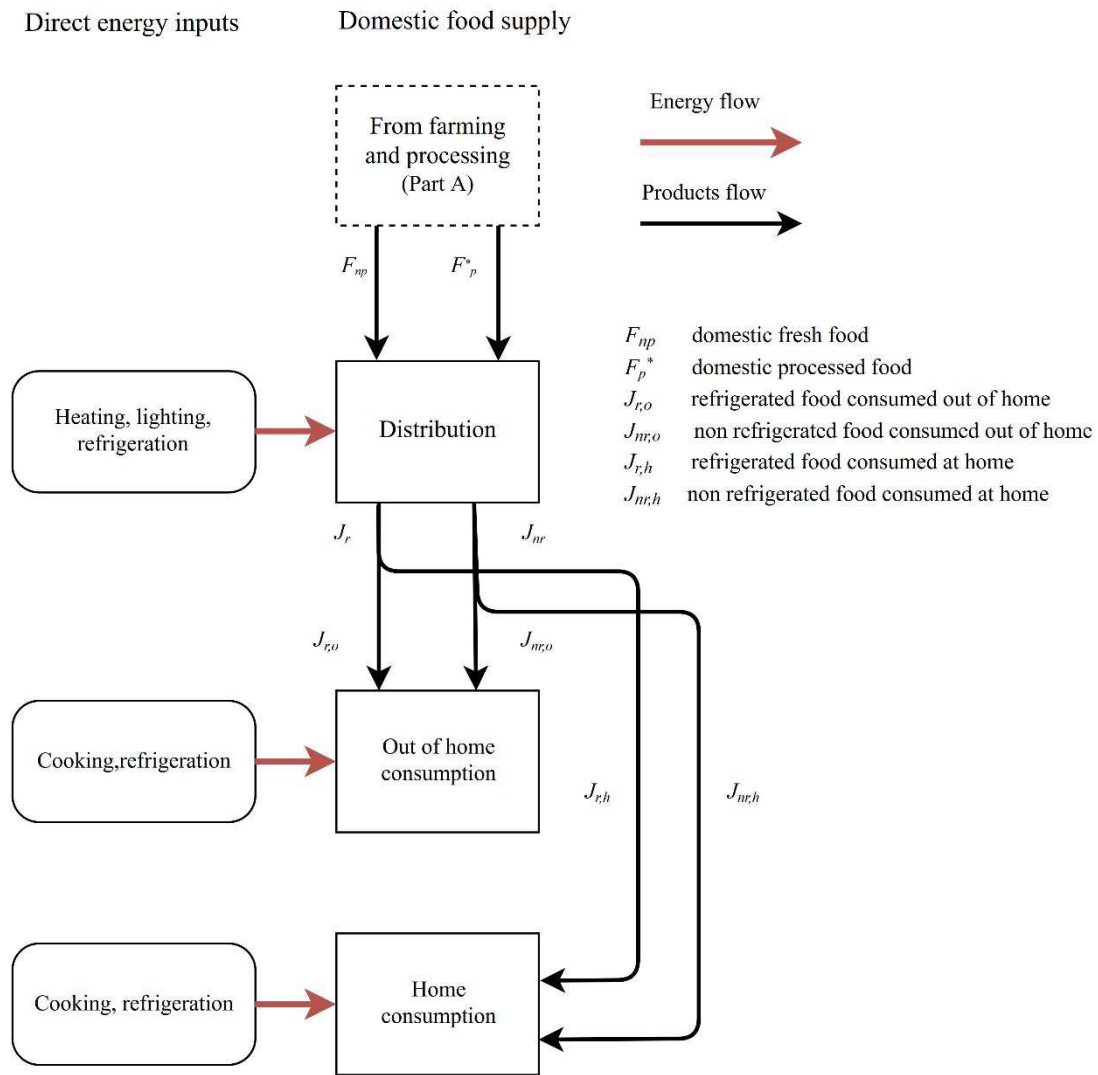 Direct energy inputs
Domestic food supply
From farming
and processing
(Part A)
Energy flow
Products flow
F_np
F*_p
F_np domestic fresh food
F_p* domestic processed food
J_r,o refrigerated food consumed out of home
J_nr,o non refrigerated food consumed out of home
J_r,h refrigerated food consumed at home
J_nr,h non refrigerated food consumed at home
Heating, lighting,
refrigeration
Distribution
J_r
J_nr
J_r,o
J_nr,o
Cooking,refrigeration
Out of home
consumption
J_r,h
J_nr,h
Cooking, refrigeration
Home
consumption